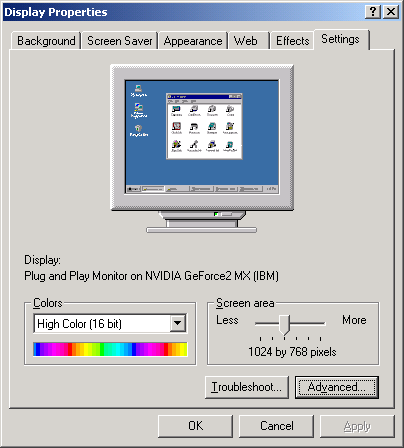 Display Properties
Background Screen Saver Appearance Web Effects Settings
Display:
Plug and Play Monitor on NVIDIA GeForce2 MX (IBM)
Colors
High Color (16 bit)
Screen area
Less More
1024 by 768 pixels
Troubleshoot... Advanced...
OK Cancel Apply